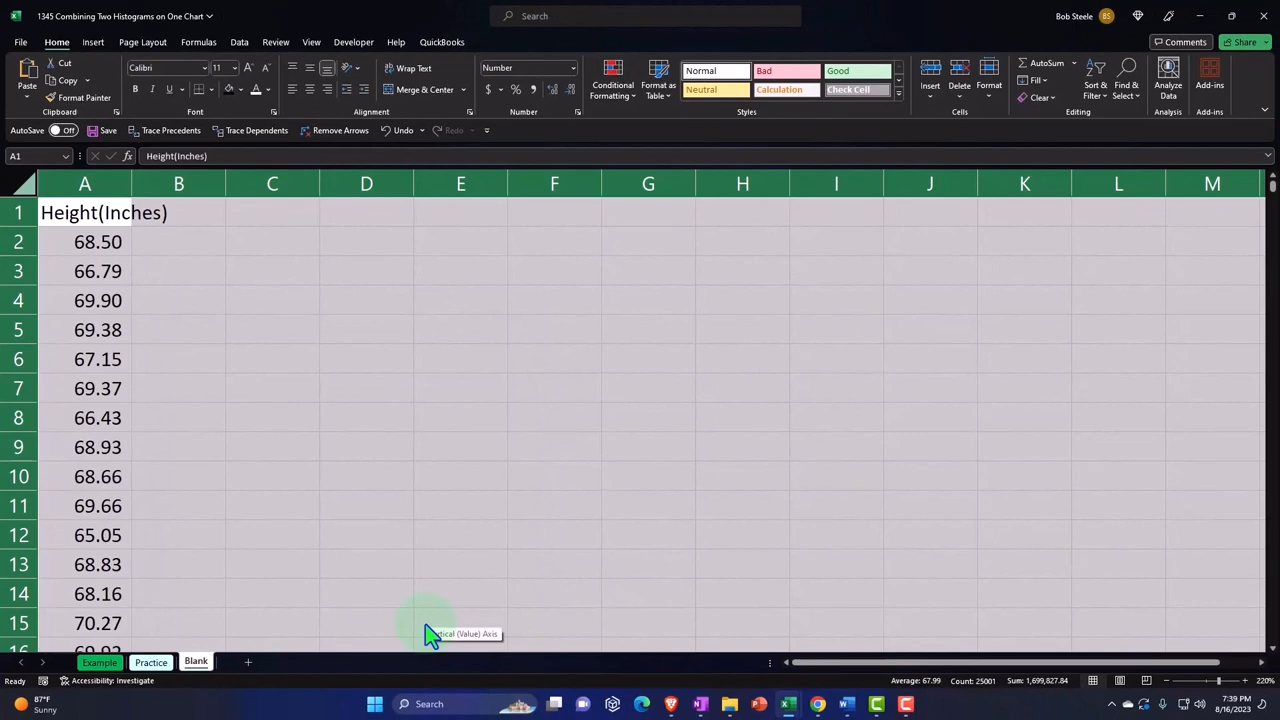 1345 Combining Two Histograms on One Chart
Search
Bob Steele BS
File Home Insert Page Layout Formulas Data Review View Developer Help QuickBooks
Comments Share
Paste Cut Copy Format Painter
Clipboard
Calibri 11
B I U
Font
Wrap Text
Merge & Center
Alignment
Number
$ % ,
Number
Conditional Formatting Format as Table
Normal Bad Good
Neutral Calculation Check Cell
Styles
Insert Delete Format
Cells
AutoSum Fill Clear Sort & Filter Find & Select
Editing
Analyze Data
Analysis
Add-ins
Add-ins
AutoSave Off Save Trace Precedents Trace Dependents Remove Arrows Undo Redo
A1 fx Height(Inches)
A B C D E F G H I J K L M
1 Height(Inches)
2 68.50
3 66.79
4 69.90
5 69.38
6 67.15
7 69.37
8 66.43
9 68.93
10 68.66
11 69.66
12 65.05
13 68.83
14 68.16
15 70.27
16 69.92
rtical (Value) Axis
Example Practice Blank +
Ready Accessibility: Investigate Average: 67.99 Count: 25001 Sum: 1,699,827.84 220%
87°F
Sunny
Search
7:39 PM
8/16/2023